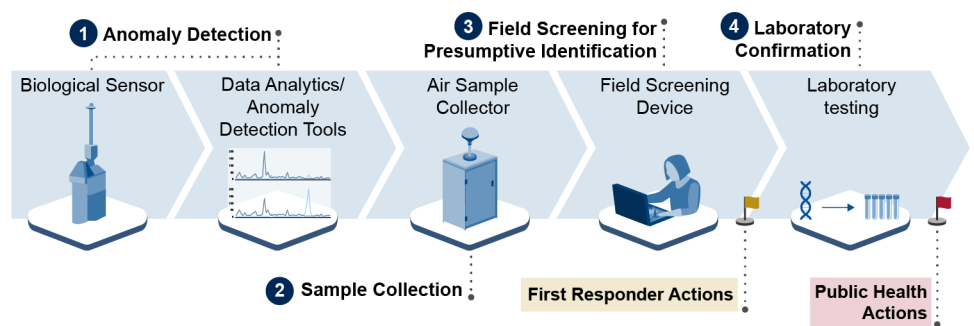 1 Anomaly Detection
3 Field Screening for
Presumptive Identification
4 Laboratory
Confirmation
Biological Sensor
Data Analytics/
Anomaly
Detection Tools
Air Sample
Collector
Field Screening
Device
Laboratory
testing
2 Sample Collection
First Responder Actions
Public Health
Actions